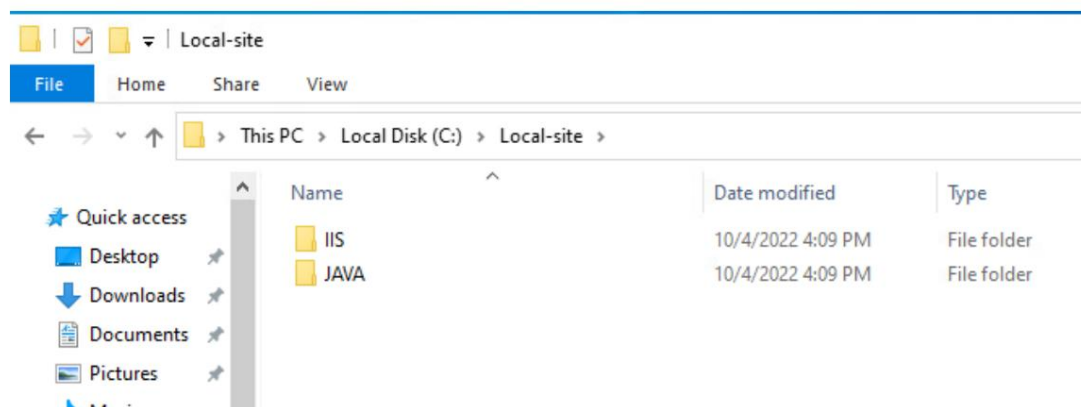 Local-site
File Home Share View
This PC > Local Disk (C:) > Local-site >
Name Date modified Type
Quick access
IIS 10/4/2022 4:09 PM File folder
Desktop
JAVA 10/4/2022 4:09 PM File folder
Downloads
Documents
Pictures